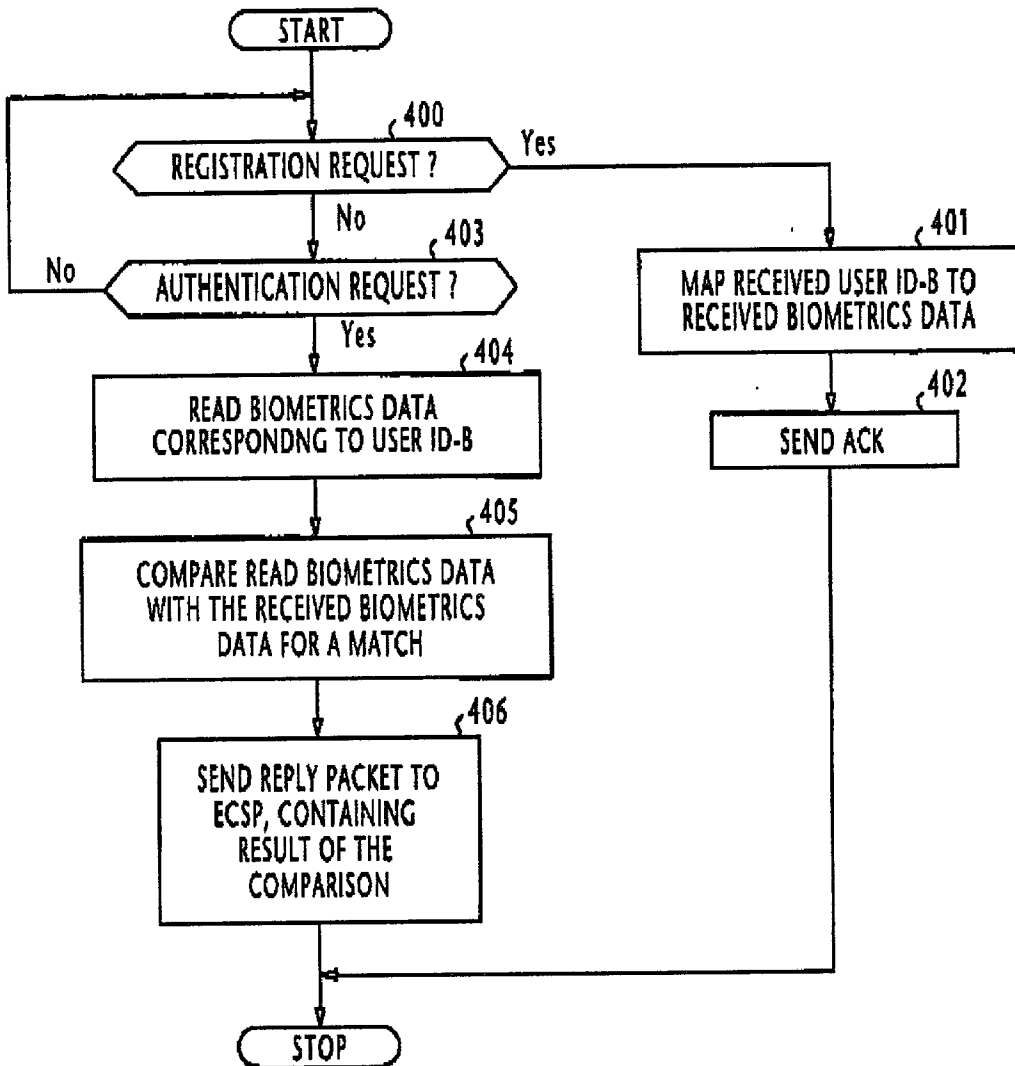 START
400
REGISTRATION REQUEST ?
Yes
No
403
AUTHENTICATION REQUEST ?
No
Yes
401
MAP RECEIVED USER ID-B TO
RECEIVED BIOMETRICS DATA
402
SEND ACK
404
READ BIOMETRICS DATA
CORRESPONDNG TO USER ID-B
405
COMPARE READ BIOMETRICS DATA
WITH THE RECEIVED BIOMETRICS
DATA FOR A MATCH
406
SEND REPLY PACKET TO
ECSP, CONTAINING
RESULT OF THE
COMPARISON
STOP